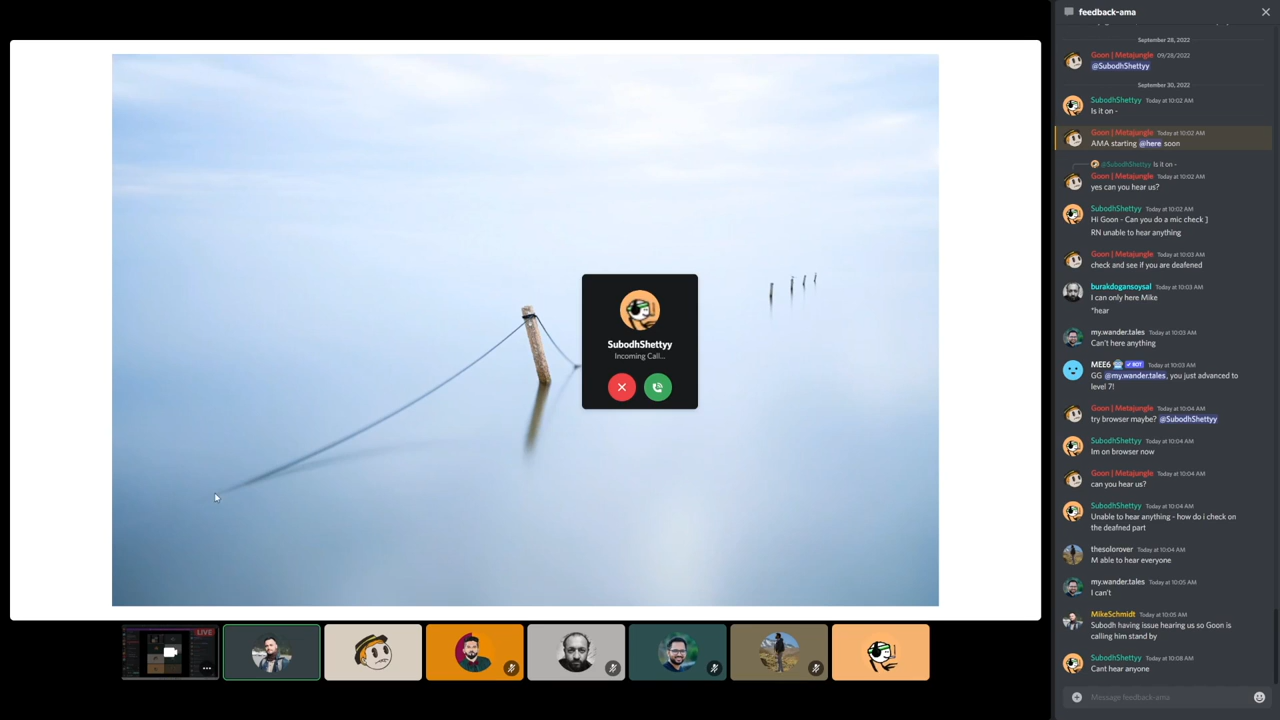 feedback-ama
September 28, 2022
Goon | Metajungle 09/28/2022
@SubodhShettyy
September 30, 2022
SubodhShettyy Today at 10:02 AM
Is it on -
Goon | Metajungle Today at 10:02 AM
AMA starting @here soon
@SubodhShettyy Is it on -
Goon | Metajungle Today at 10:02 AM
yes can you hear us?
SubodhShettyy Today at 10:02 AM
Hi Goon - Can you do a mic check ]
RN unable to hear anything
Goon | Metajungle Today at 10:03 AM
check and see if you are deafened
burakdogansoysal Today at 10:03 AM
I can only here Mike
*hear
my.wander.tales Today at 10:03 AM
Can't here anything
MEE6 BOT Today at 10:03 AM
GG @my.wander.tales, you just advanced to
level 7!
Goon | Metajungle Today at 10:04 AM
try browser maybe? @SubodhShettyy
SubodhShettyy Today at 10:04 AM
Im on browser now
Goon | Metajungle Today at 10:04 AM
can you hear us?
SubodhShettyy Today at 10:04 AM
Unable to hear anything - how do i check on
the deafned part
thesolorover Today at 10:04 AM
M able to hear everyone
my.wander.tales Today at 10:05 AM
I can't
MikeSchmidt Today at 10:05 AM
Subodh having issue hearing us so Goon is
calling him stand by
SubodhShettyy Today at 10:08 AM
Cant hear anyone
Message feedback-ama
SubodhShettyy
Incoming Call...
LIVE